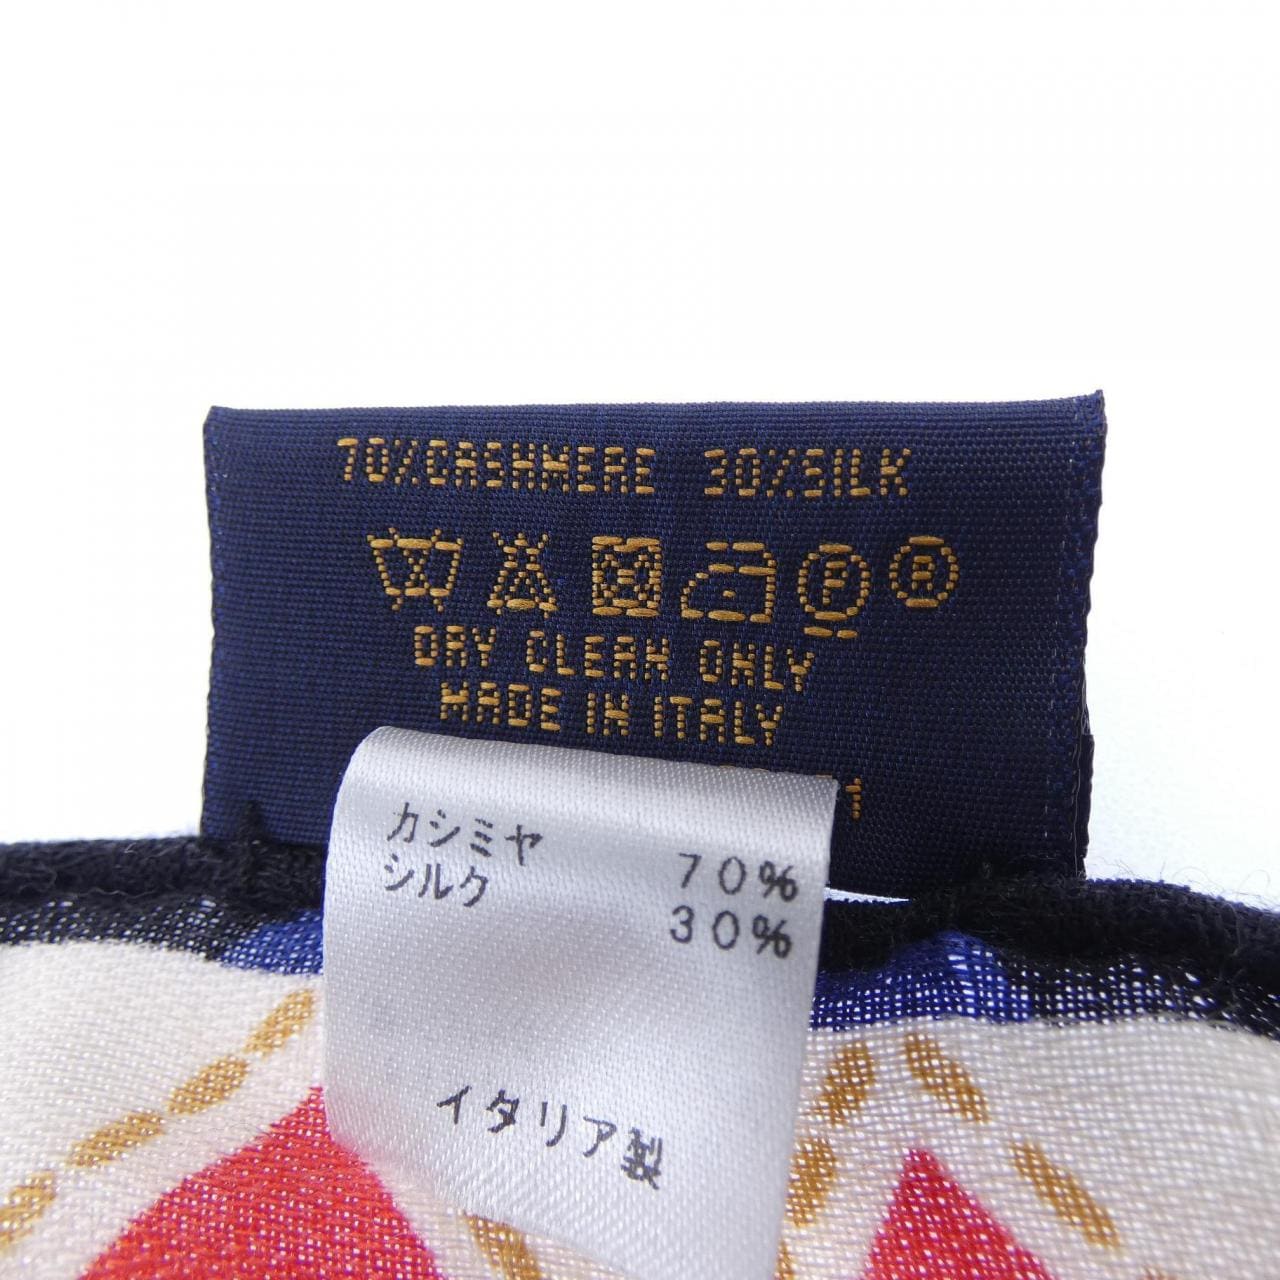 70%CASHMERE 30%SILK
P R
DRY CLEAN ONLY
MADE IN ITALY
カシミヤ 70%
シルク 30%
イタリア製